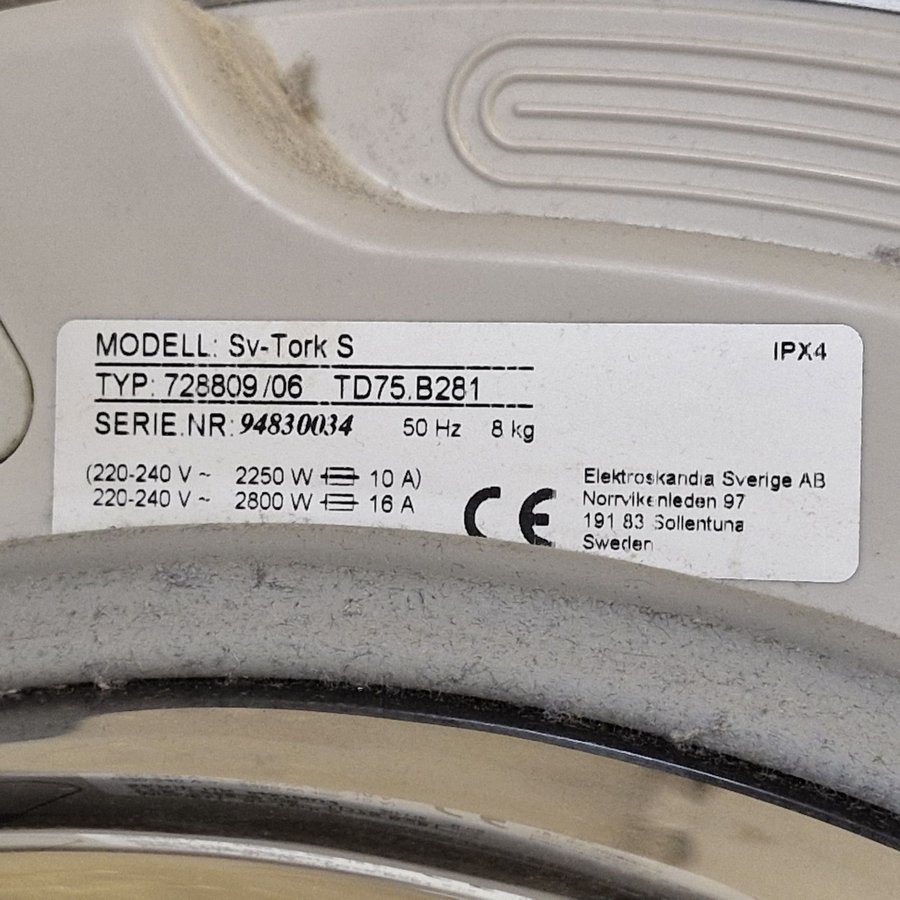 MODELL: Sv-Tork S
IPX4
TYP: 728809/06 TD75.B281
SERIE.NR: 94830034 50 Hz 8 kg
(220-240 V ~ 2250 W 10 A)
220-240 V ~ 2800 W 16 A
CE
Elektroskandia Sverige AB
Norrvikenleden 97
191 83 Sollentuna
Sweden